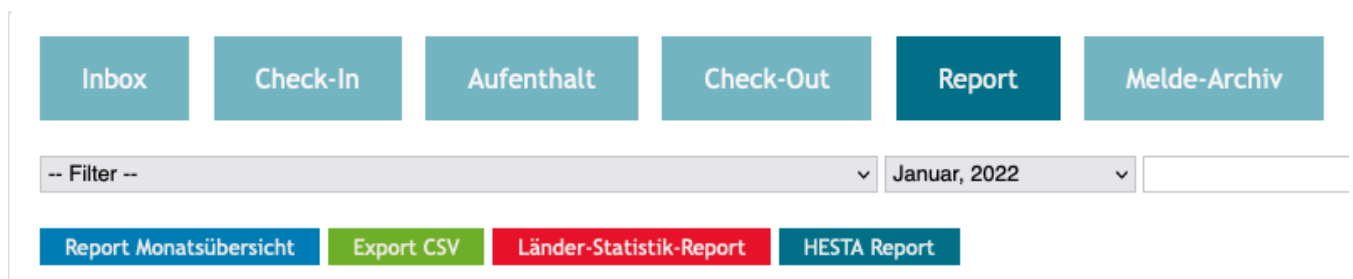 Inbox Check-In Aufenthalt Check-Out Report Melde-Archiv
-- Filter -- Januar, 2022
Report Monatsübersicht Export CSV Länder-Statistik-Report HESTA Report